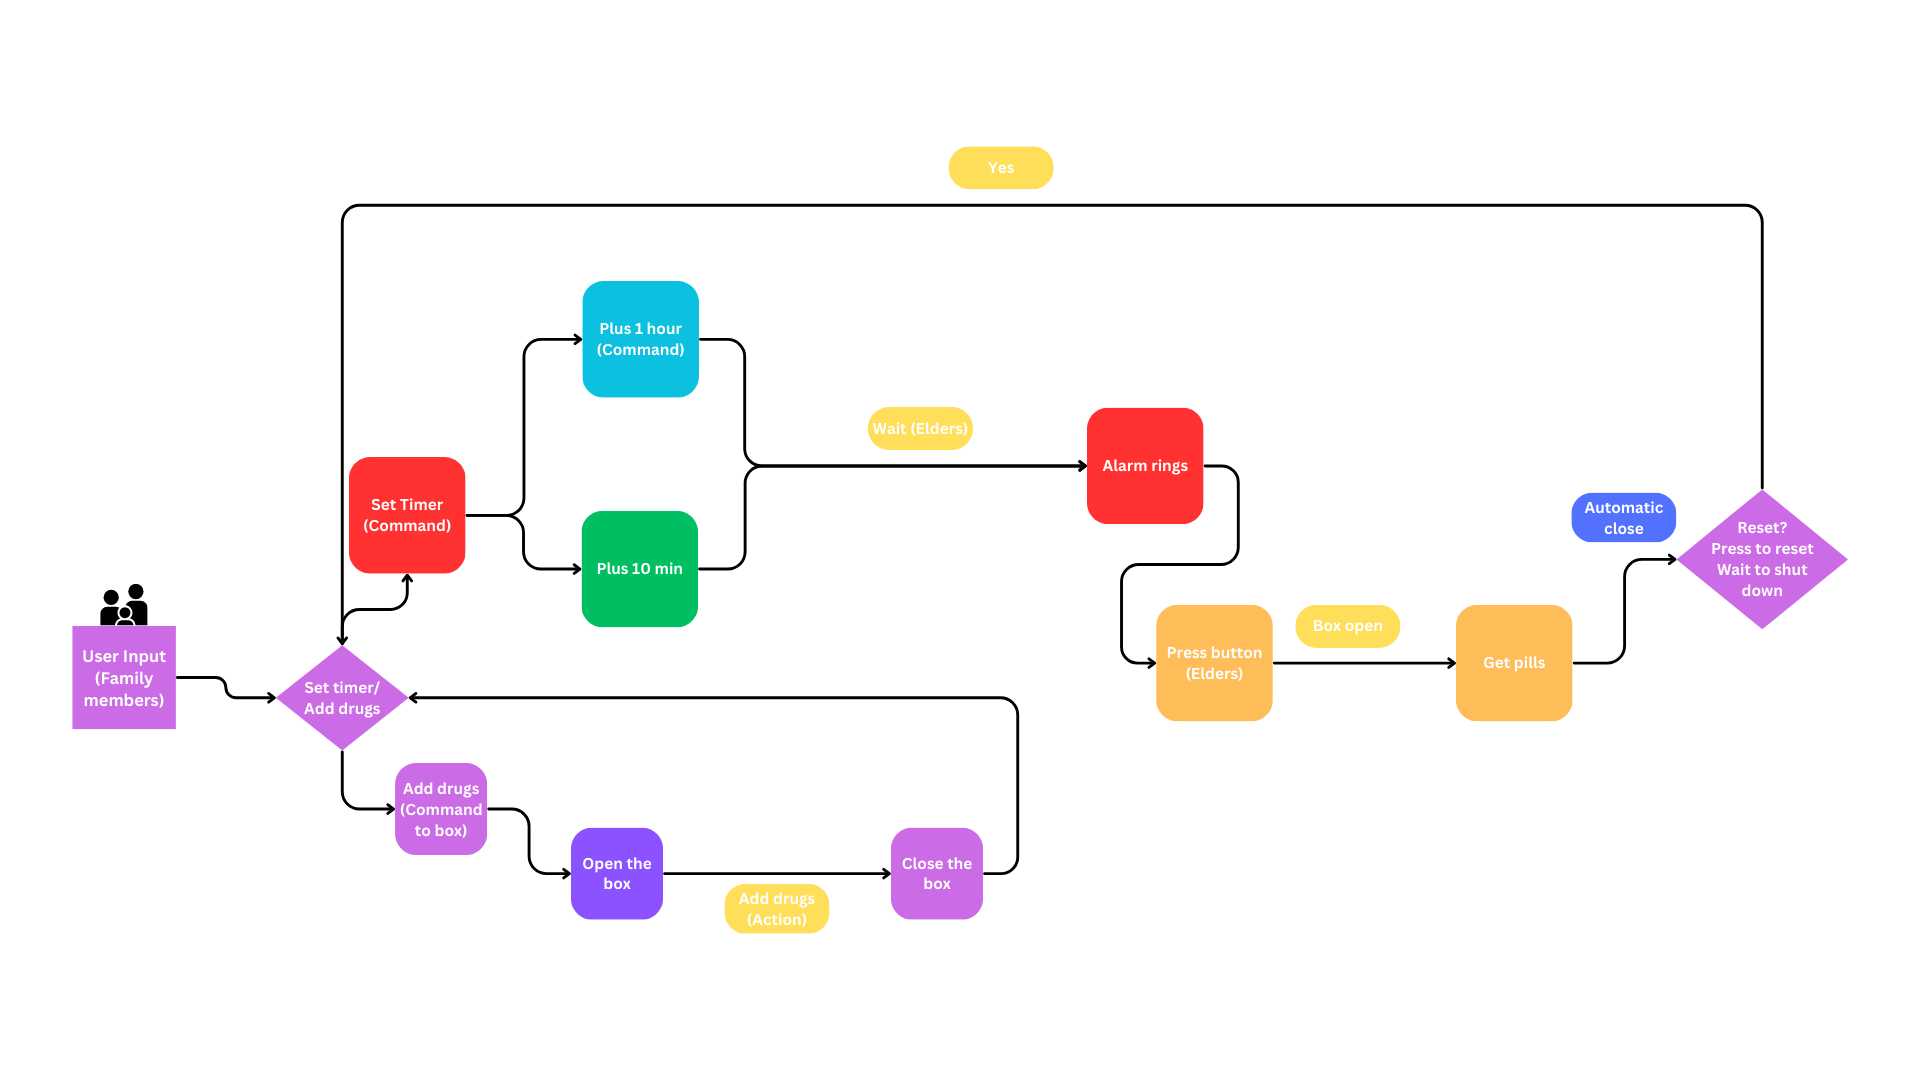 Yes
Plus 1 hour
(Command)
Wait (Elders)
Alarm rings
Set Timer
(Command)
Plus 10 min
Automatic
close
Reset?
Press to reset
Wait to shut
down
User Input
(Family
members)
Set timer/
Add drugs
Press button
(Elders)
Box open
Get pills
Add drugs
(Command
to box)
Open the
box
Add drugs
(Action)
Close the
box